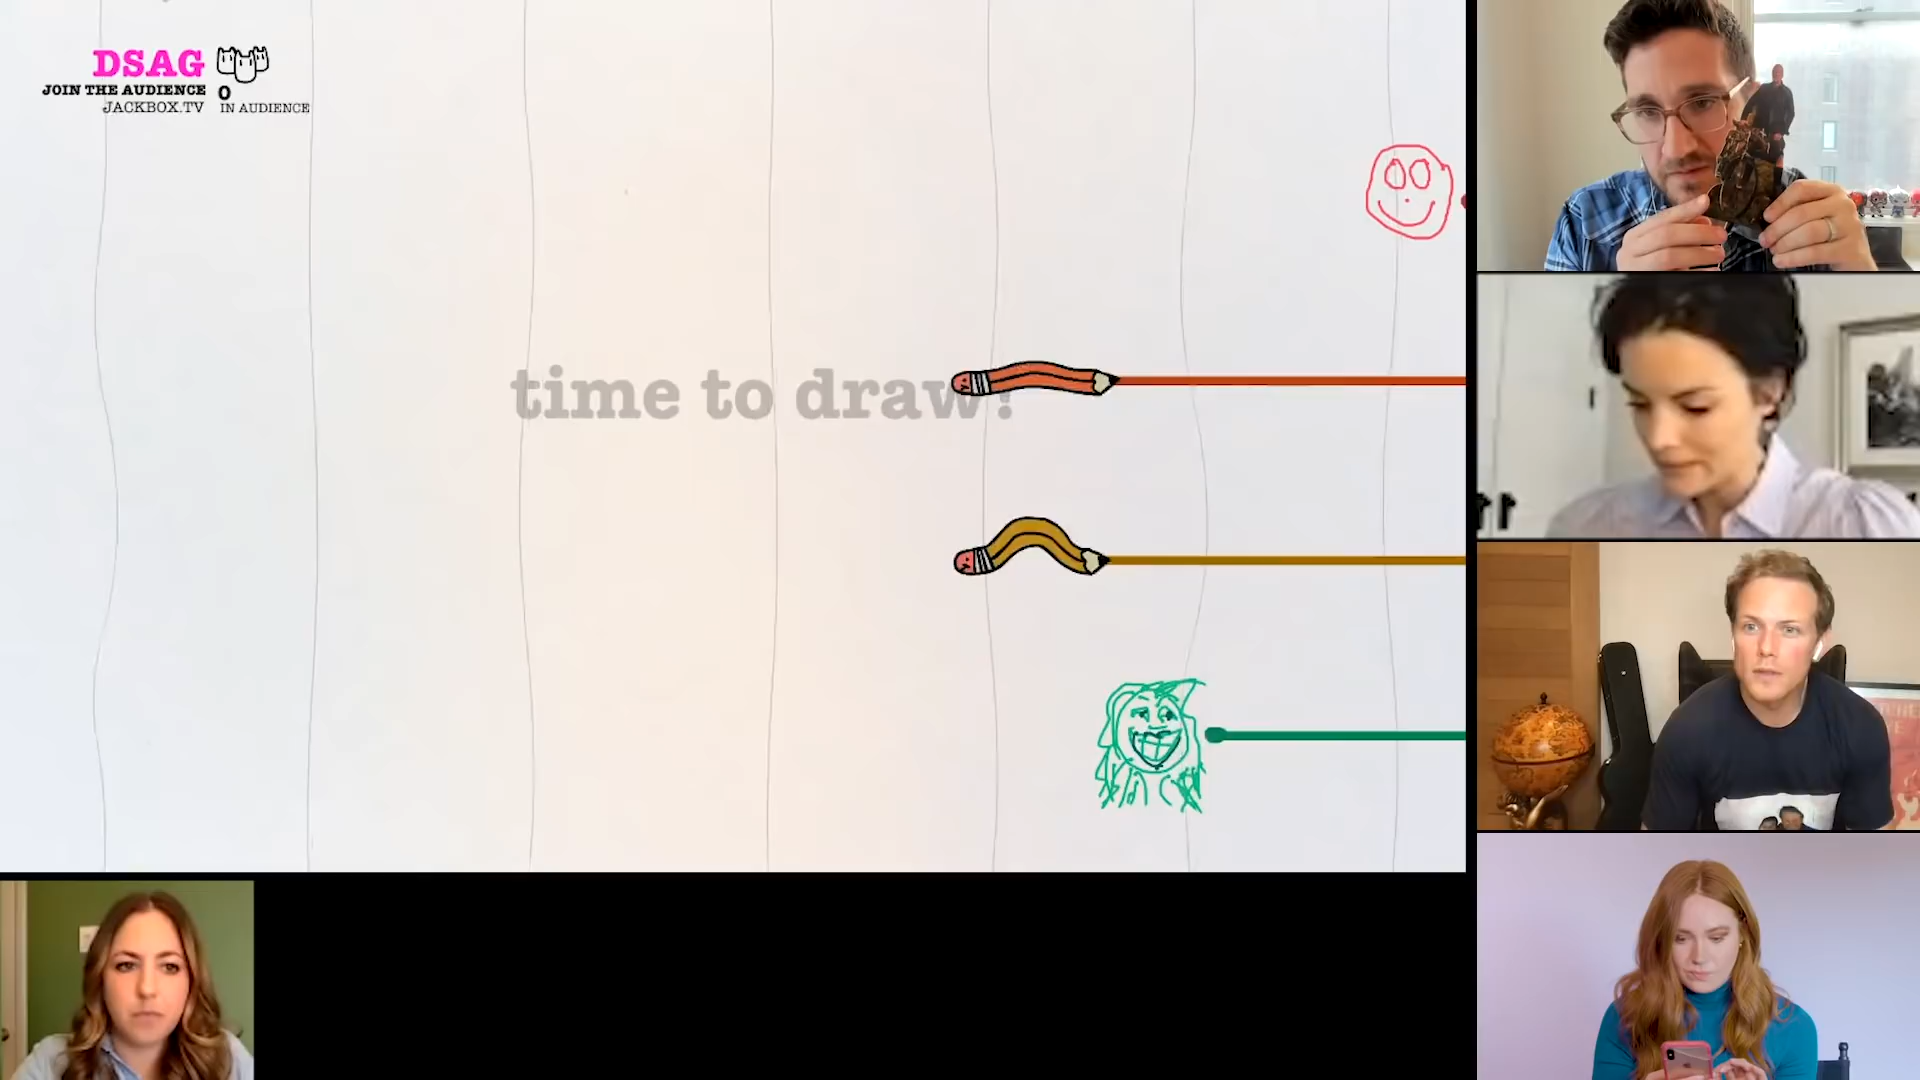 DSAG
JOIN THE AUDIENCE
JACKBOX.TV
0
IN AUDIENCE
time to draw!